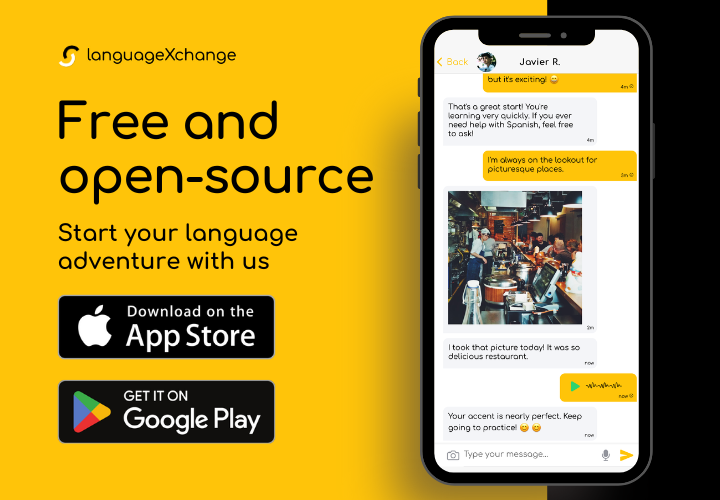 languageXchange
Free and
open-source
Start your language
adventure with us
Download on the
App Store
GET IT ON
Google Play
Back
Javier R.
but it's exciting! 😄
4m
That's a great start! You're
learning very quickly. If you ever
need help with Spanish, feel free
to ask!
4m
I'm always on the lookout for
picturesque places.
3m
2m
I took that picture today! It was so
delicious restaurant.
now
now
Your accent is nearly perfect. Keep
going to practice! 😊 😊
now
Type your message...